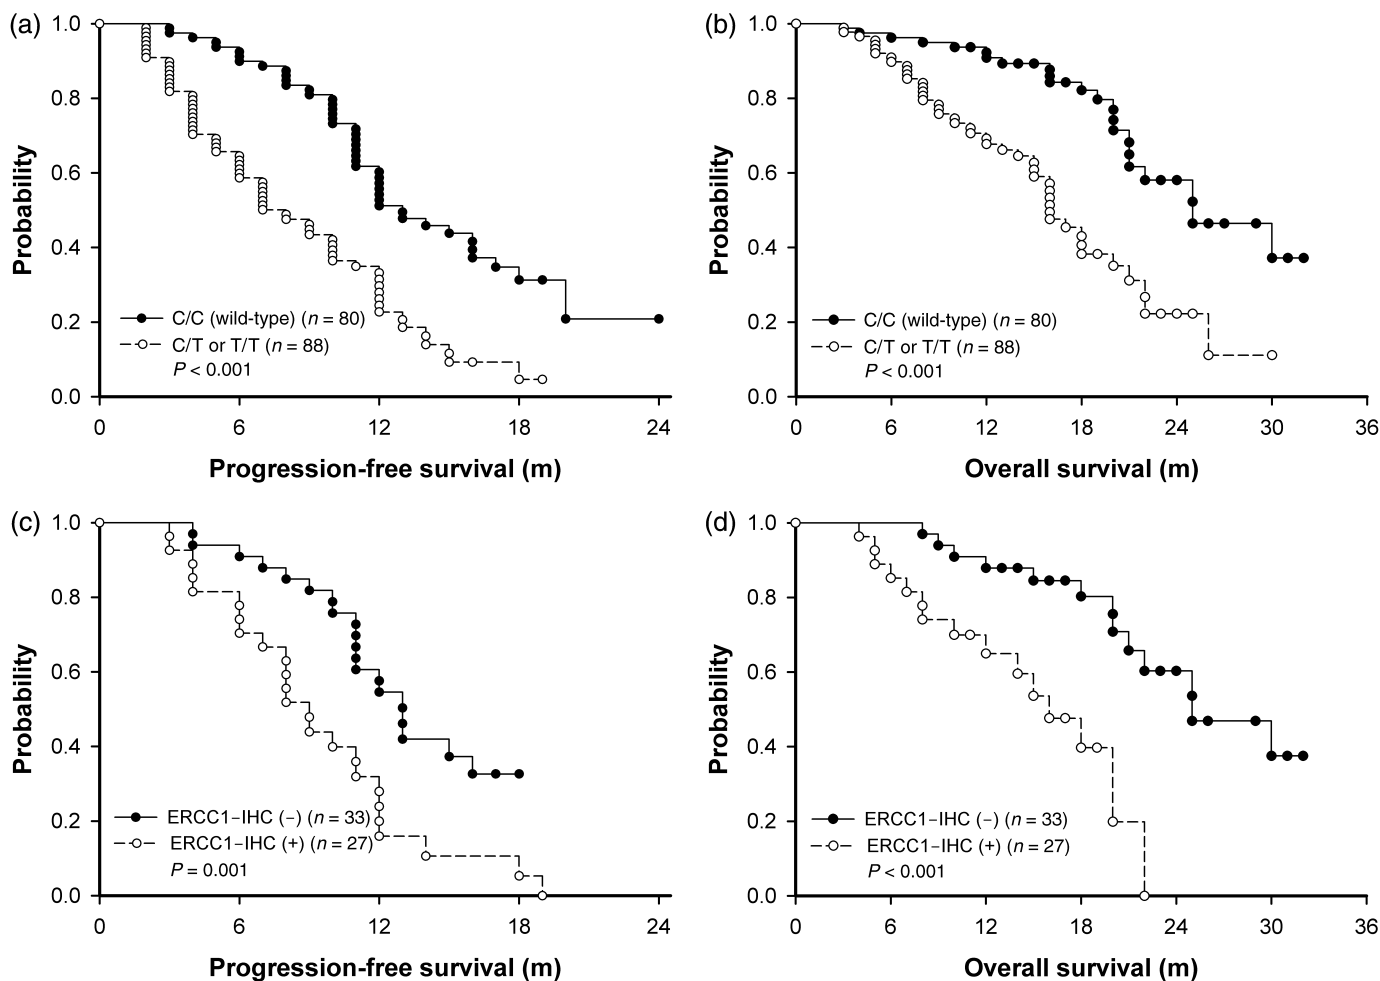 (a)
1.0
0.8
0.6
0.4
0.2
0.0
Probability
C/C (wild-type) (n = 80)
C/T or T/T (n = 88)
P < 0.001
0 6 12 18 24
Progression-free survival (m)
(b)
1.0
0.8
0.6
0.4
0.2
0.0
Probability
C/C (wild-type) (n = 80)
C/T or T/T (n = 88)
P < 0.001
0 6 12 18 24 30 36
Overall survival (m)
(c)
1.0
0.8
0.6
0.4
0.2
0.0
Probability
ERCC1–IHC (−) (n = 33)
ERCC1–IHC (+) (n = 27)
P = 0.001
0 6 12 18 24
Progression-free survival (m)
(d)
1.0
0.8
0.6
0.4
0.2
0.0
Probability
ERCC1–IHC (−) (n = 33)
ERCC1–IHC (+) (n = 27)
P < 0.001
0 6 12 18 24 30 36
Overall survival (m)